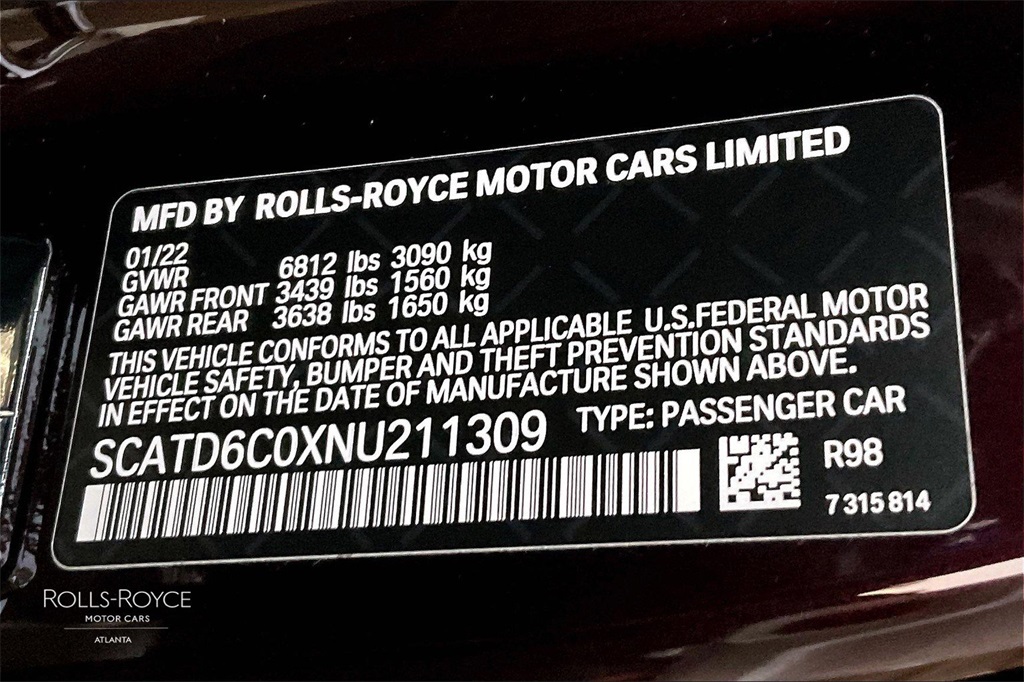 MFD BY ROLLS-ROYCE MOTOR CARS LIMITED
01/22
GVWR 6812 lbs 3090 kg
GAWR FRONT 3439 lbs 1560 kg
GAWR REAR 3638 lbs 1650 kg
THIS VEHICLE CONFORMS TO ALL APPLICABLE U.S.FEDERAL MOTOR
VEHICLE SAFETY, BUMPER AND THEFT PREVENTION STANDARDS
IN EFFECT ON THE DATE OF MANUFACTURE SHOWN ABOVE.
SCATD6C0XNU211309 TYPE: PASSENGER CAR
R98
7 315 814
ROLLS-ROYCE
MOTOR CARS
ATLANTA